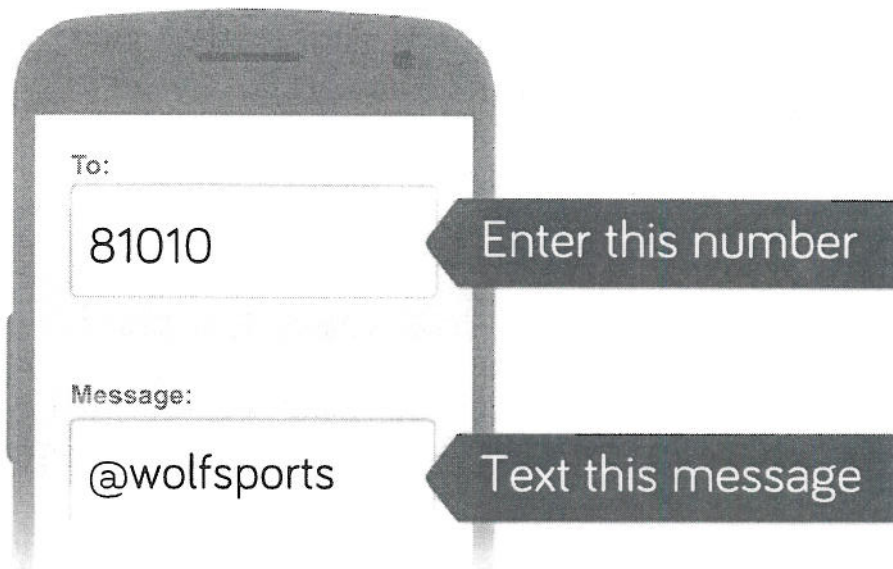 To:
81010
Enter this number
Message:
@wolfsports
Text this message